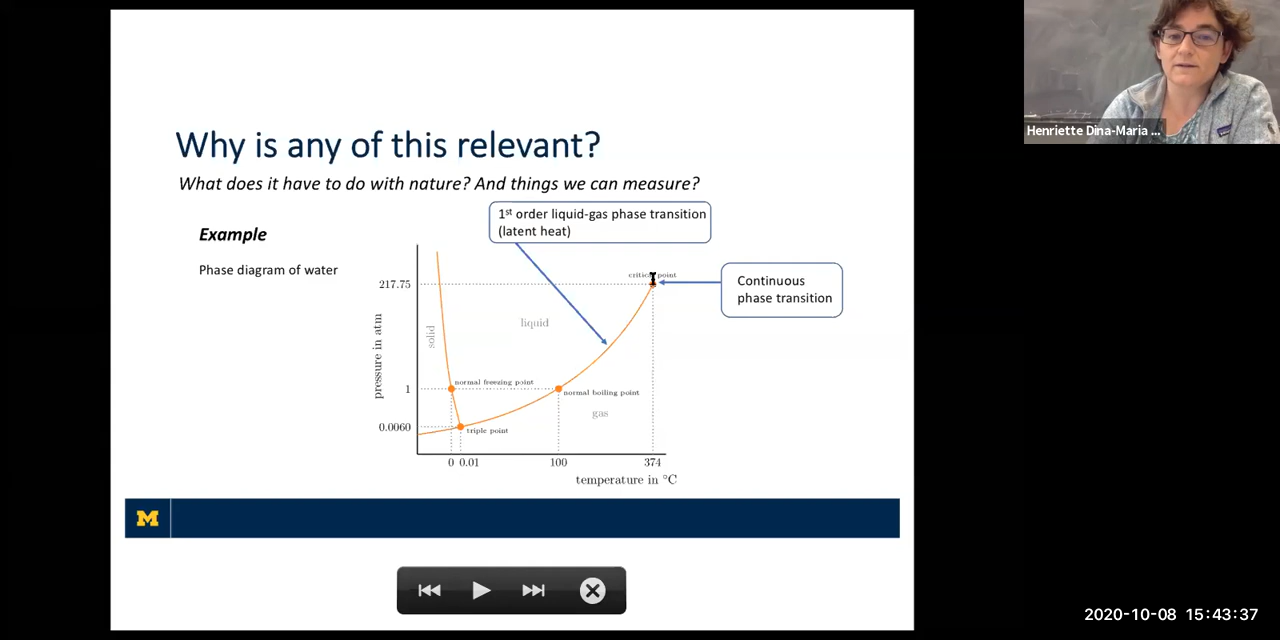 Why is any of this relevant?
What does it have to do with nature? And things we can measure?
Example
Phase diagram of water
1st order liquid-gas phase transition
(latent heat)
Continuous
phase transition
critical point
217.75
1
0.0060
pressure in atm
solid
liquid
gas
normal freezing point
normal boiling point
triple point
0 0.01 100 374
temperature in °C
M
Henriette Dina-Maria ...
2020-10-08 15:43:37